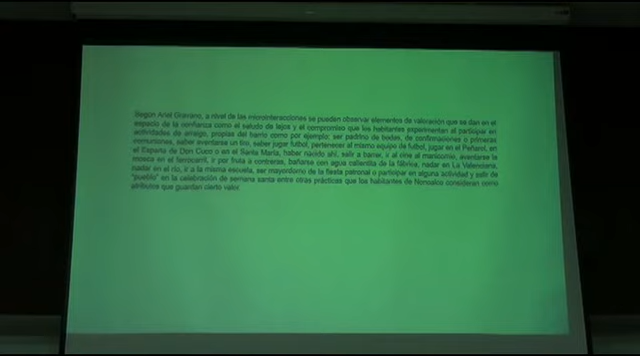 Según Ariel Gravano, a nivel de las microinteracciones se pueden observar elementos de valoración que se dan en el
espacio de la confianza como el saludo de lejos y el compromiso que los habitantes experimentan al participar en
actividades de arraigo, propias del barrio como por ejemplo; ser padrino de bodas, de confirmaciones o primeras
comuniones, saber aventarse un tiro, saber jugar futbol, pertenecer al mismo equipo de futbol, jugar en el Peñarol, en
el España de Don Cuco o en el Santa María, haber nacido ahí, salir a barrer, ir al cine al manicomio, aventarse la
mosca en el ferrocarril, ir por fruta a contreras, bañarse con agua calientita de la fábrica, nadar en La Valenciana,
nadar en el río, ir a la misma escuela, ser mayordomo de la fiesta patronal o participar en alguna actividad y salir de
"pueblo" en la celebración de semana santa entre otras prácticas que los habitantes de Nonoalco consideran como
atributos que guardan cierto valor.